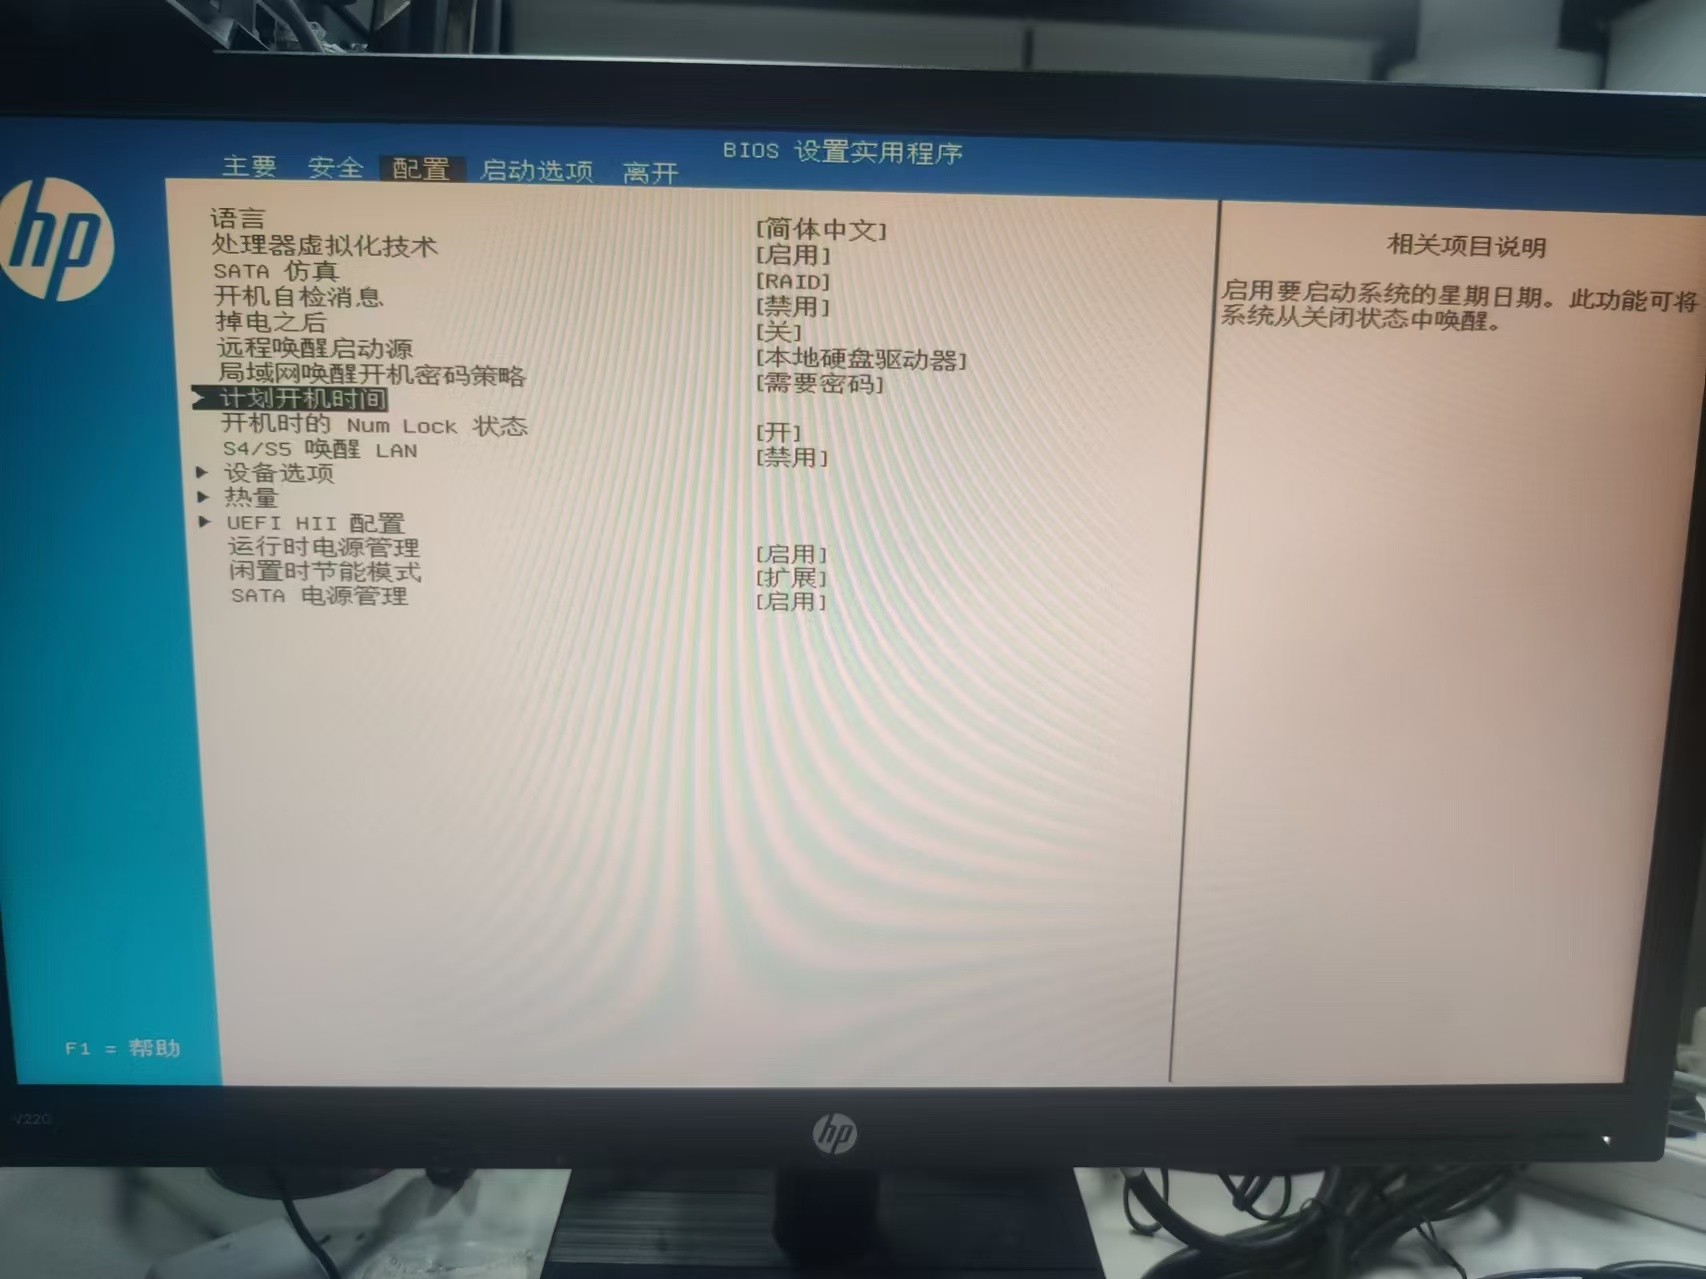 BIOS 设置实用程序
主要 安全 配置 启动选项 离开
hp
语言 [简体中文]
处理器虚拟化技术 [启用]
SATA 仿真 [RAID]
开机自检消息 [禁用]
掉电之后 [关]
远程唤醒启动源 [本地硬盘驱动器]
局域网唤醒开机密码策略 [需要密码]
计划开机时间
开机时的 Num Lock 状态 [开]
S4/S5 唤醒 LAN [禁用]
设备选项
热量
UEFI HII 配置
运行时电源管理 [启用]
闲置时节能模式 [扩展]
SATA 电源管理 [启用]
相关项目说明
启用要启动系统的星期日期。此功能可将
系统从关闭状态中唤醒。
F1 = 帮助
V220
hp